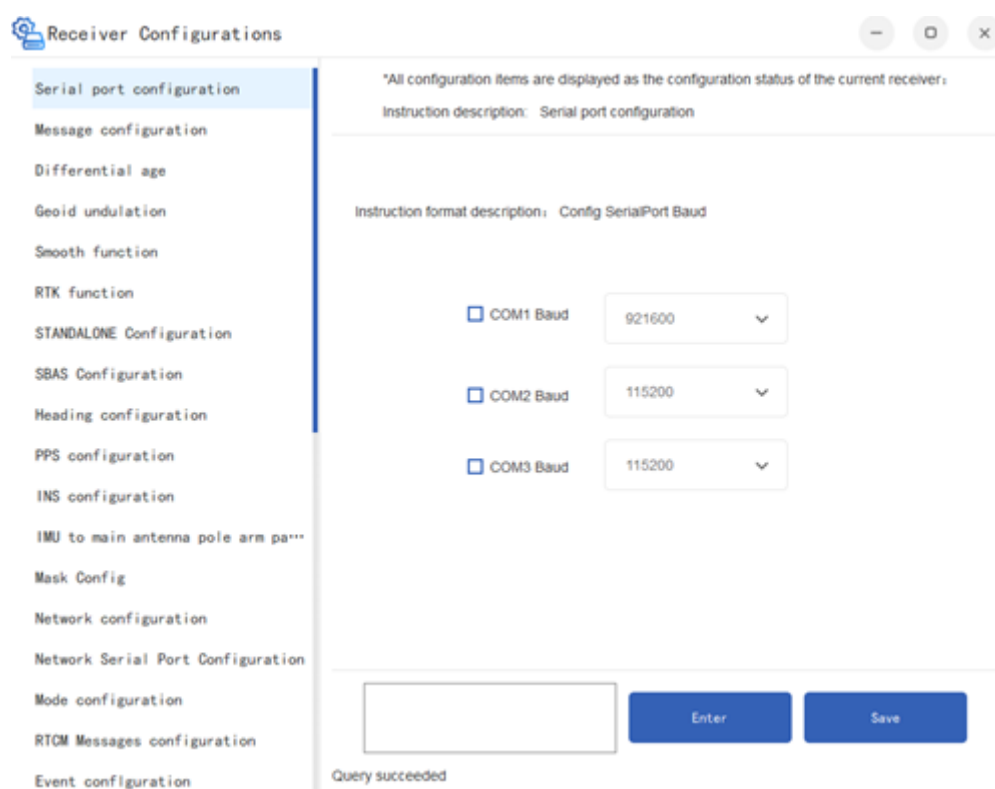 Receiver Configurations
Serial port configuration
Message configuration
Differential age
Geoid undulation
Smooth function
RTK function
STANDALONE Configuration
SBAS Configuration
Heading configuration
PPS configuration
INS configuration
IMU to main antenna pole arm pa···
Mask Config
Network configuration
Network Serial Port Configuration
Mode configuration
RTCM Messages configuration
Event configuration
*All configuration items are displayed as the configuration status of the current receiver:
Instruction description: Serial port configuration
Instruction format description: Config SerialPort Baud
COM1 Baud 921600
COM2 Baud 115200
COM3 Baud 115200
Enter Save
Query succeeded